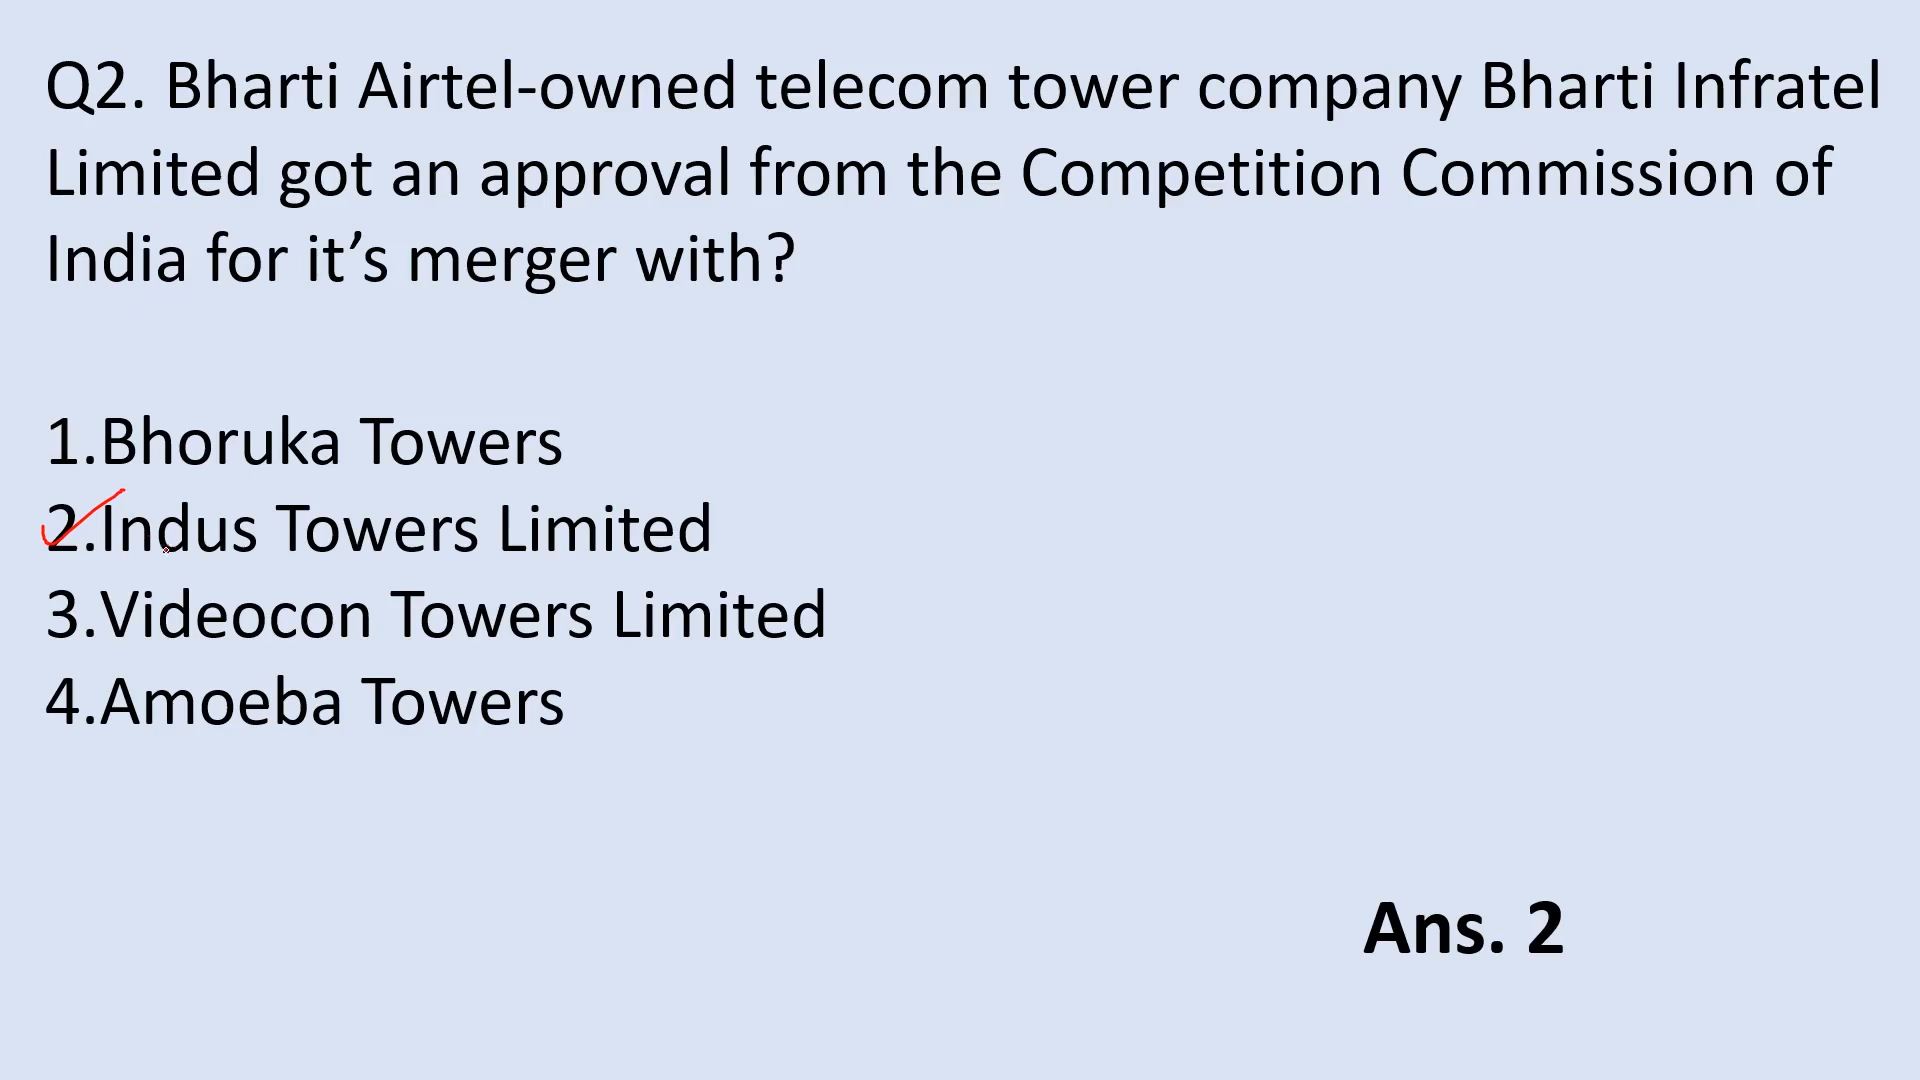 Q2. Bharti Airtel-owned telecom tower company Bharti Infratel
Limited got an approval from the Competition Commission of
India for it’s merger with?
1.Bhoruka Towers
2.Indus Towers Limited
3.Videocon Towers Limited
4.Amoeba Towers
Ans. 2